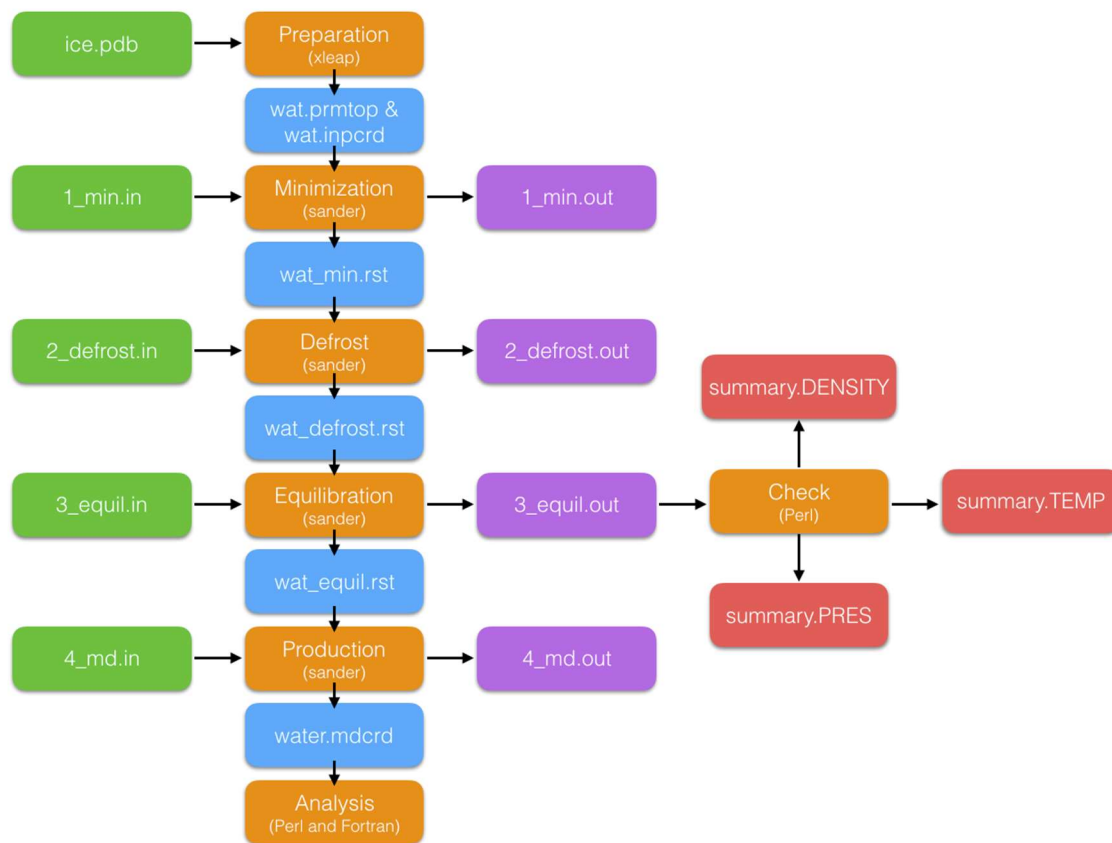 ice.pdb
Preparation
(xleap)
wat.prmtop &
wat.inpcrd
1_min.in
Minimization
(sander)
1_min.out
wat_min.rst
2_defrost.in
Defrost
(sander)
2_defrost.out
summary.DENSITY
wat_defrost.rst
3_equil.in
Equilibration
(sander)
3_equil.out
Check
(Perl)
summary.TEMP
wat_equil.rst
summary.PRES
4_md.in
Production
(sander)
4_md.out
water.mdcrd
Analysis
(Perl and Fortran)